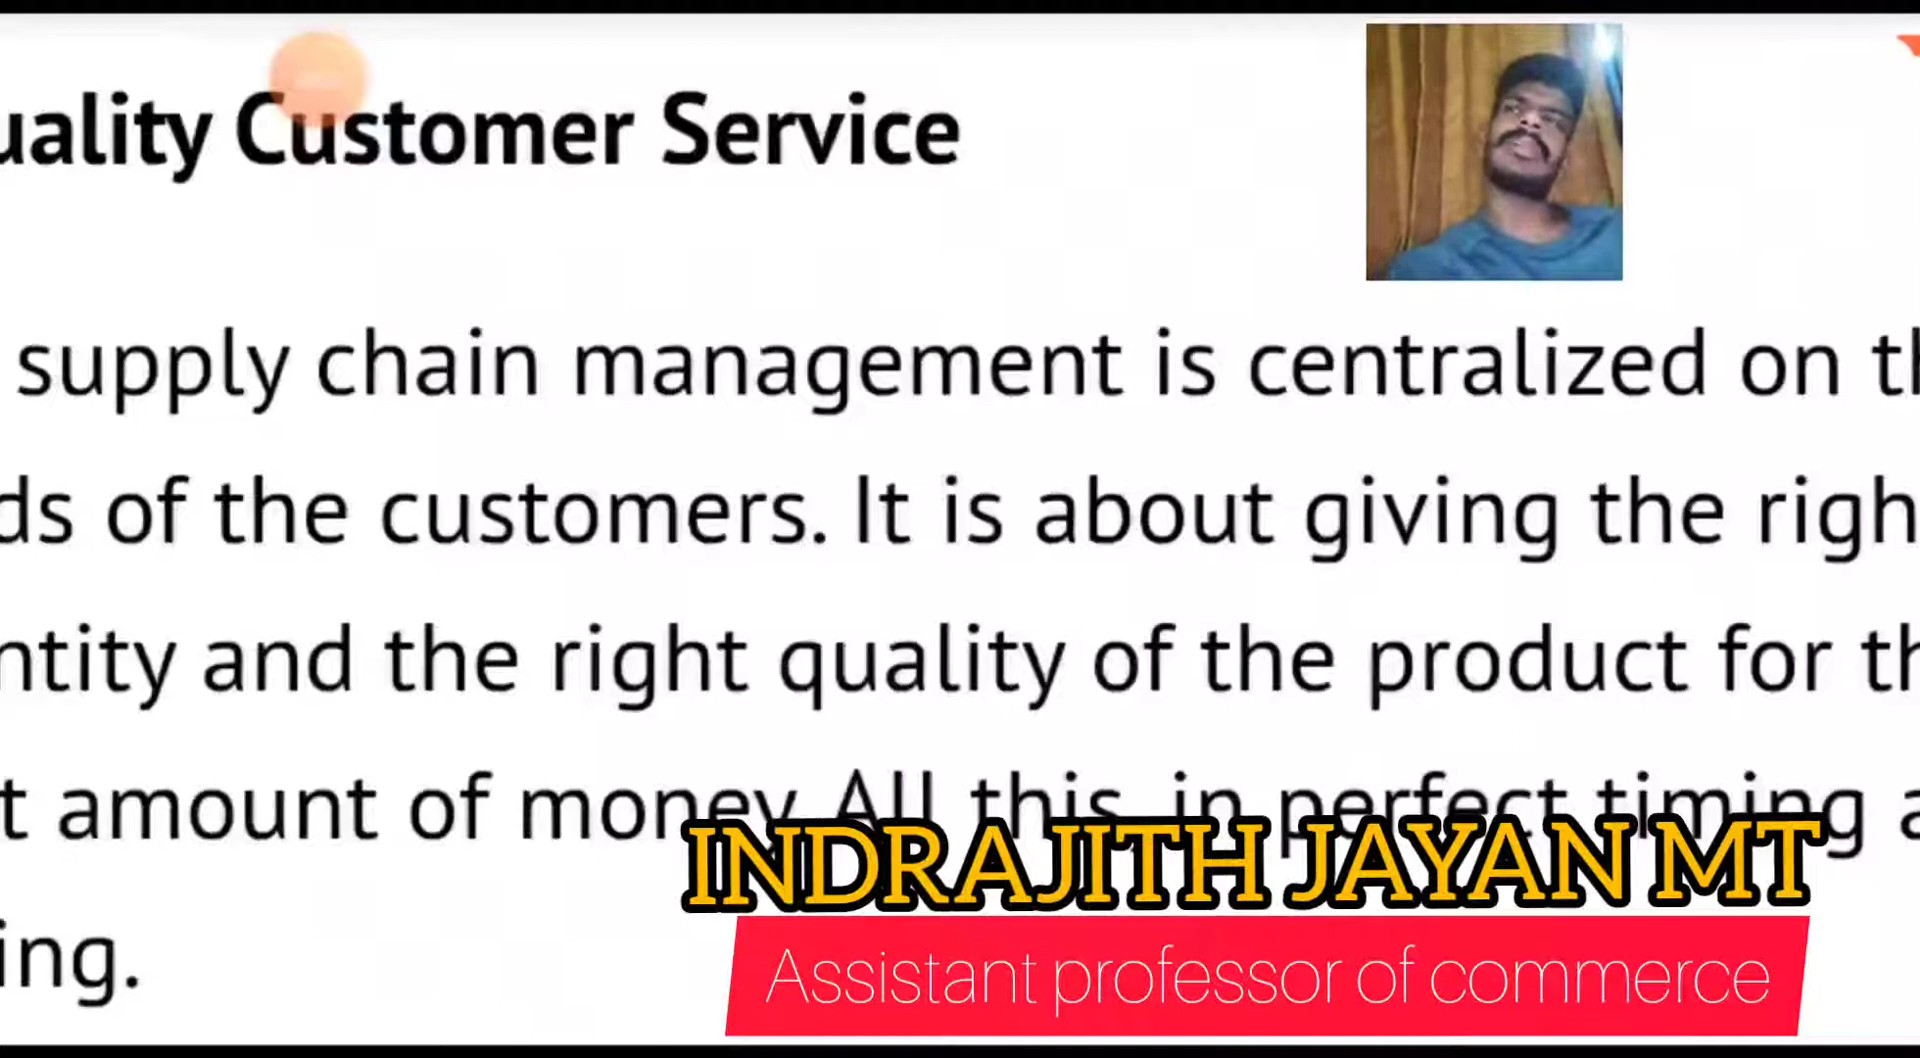 uality Customer Service
supply chain management is centralized on th
ds of the customers. It is about giving the righ
ntity and the right quality of the product for th
t amount of money. All this, in perfect timing a
ing.
INDRAJITH JAYAN MT
Assistant professor of commerce